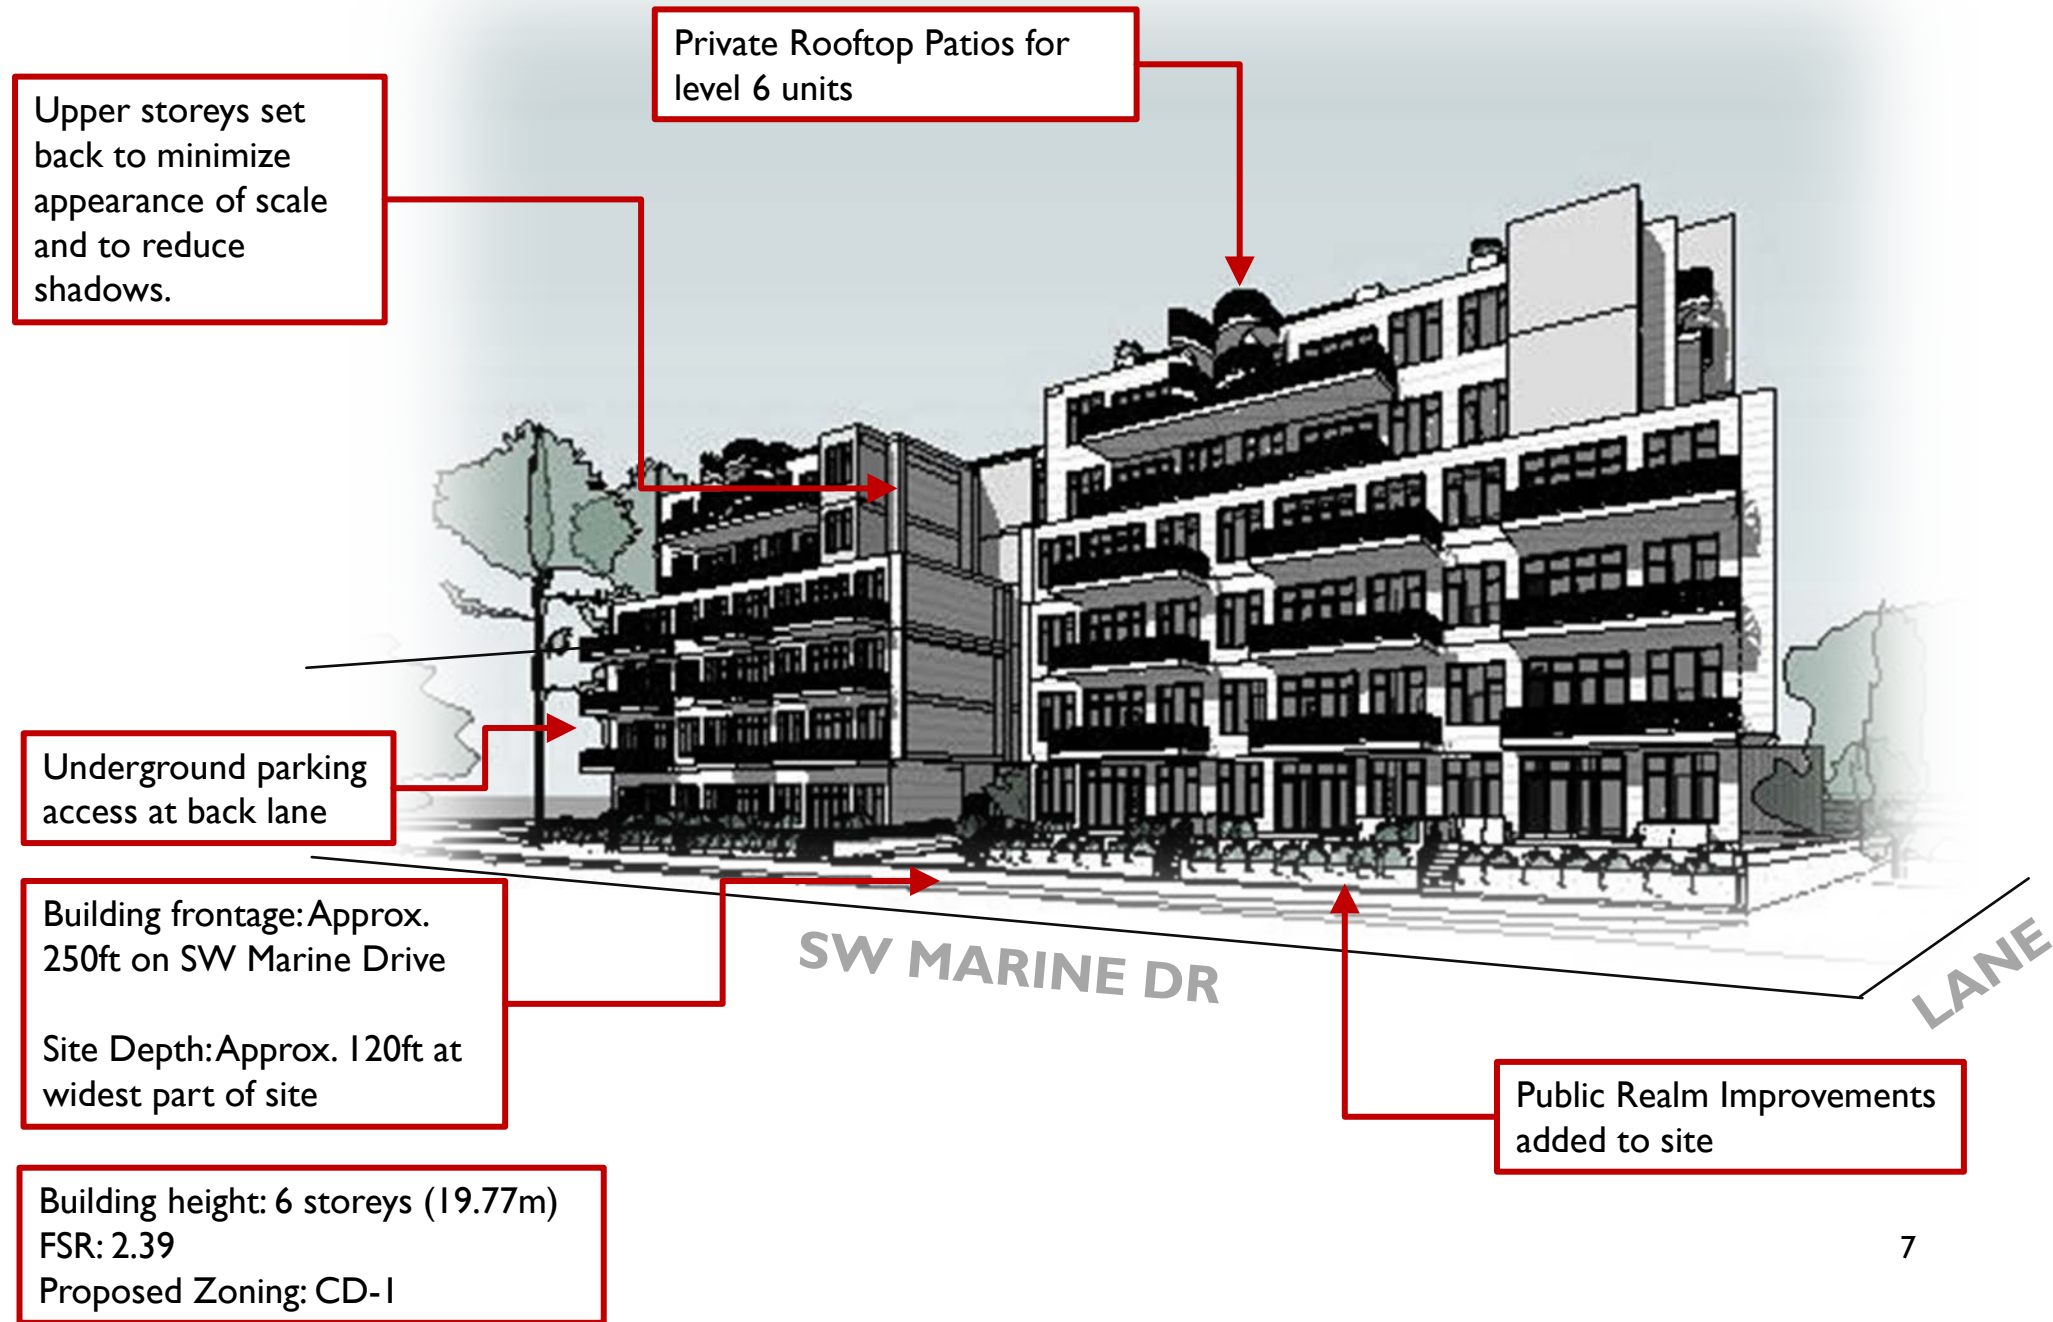 Private Rooftop Patios for
level 6 units
Upper storeys set
back to minimize
appearance of scale
and to reduce
shadows.
Underground parking
access at back lane
Building frontage: Approx.
250ft on SW Marine Drive
Site Depth: Approx. 120ft at
widest part of site
SW MARINE DR
LANE
Public Realm Improvements
added to site
Building height: 6 storeys (19.77m)
FSR: 2.39
Proposed Zoning: CD-1
7